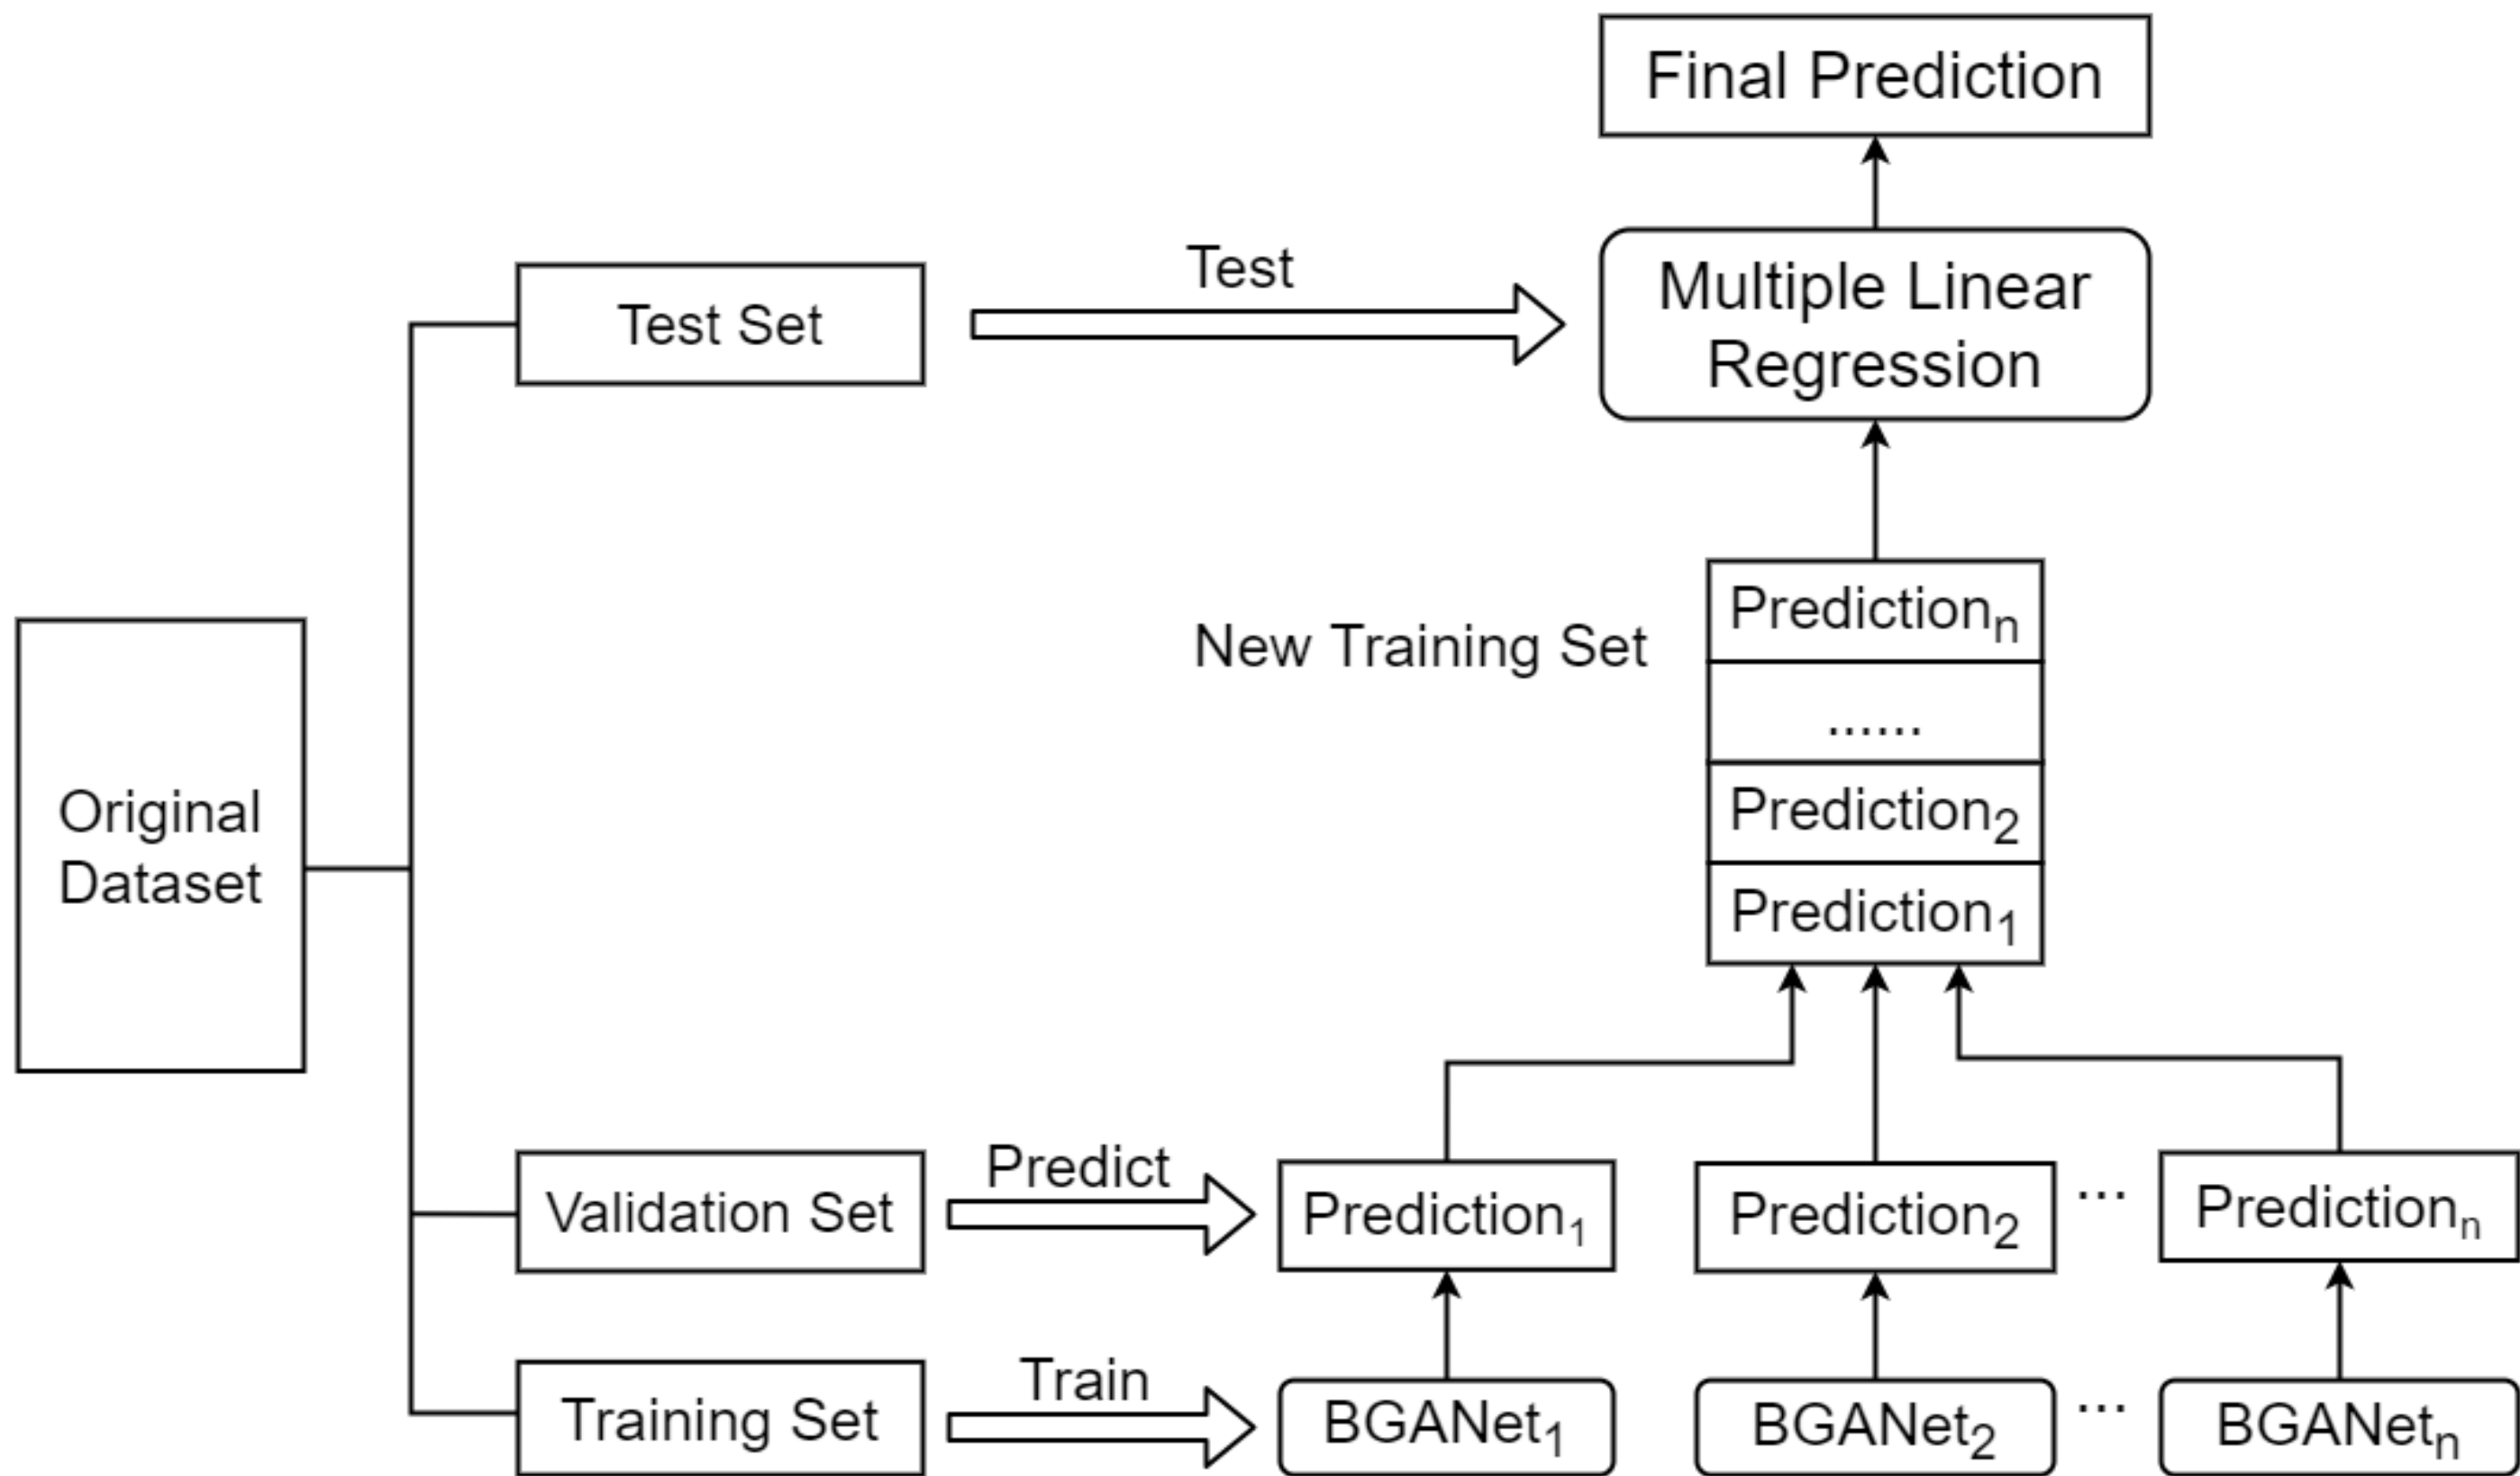 Final Prediction
Test
Multiple Linear
Regression
Test Set
New Training Set
Predictionₙ
......
Prediction₂
Prediction₁
Original
Dataset
Predict
Validation Set
Prediction₁
Prediction₂
...
Predictionₙ
Train
Training Set
BGANet₁
BGANet₂
...
BGANetₙ